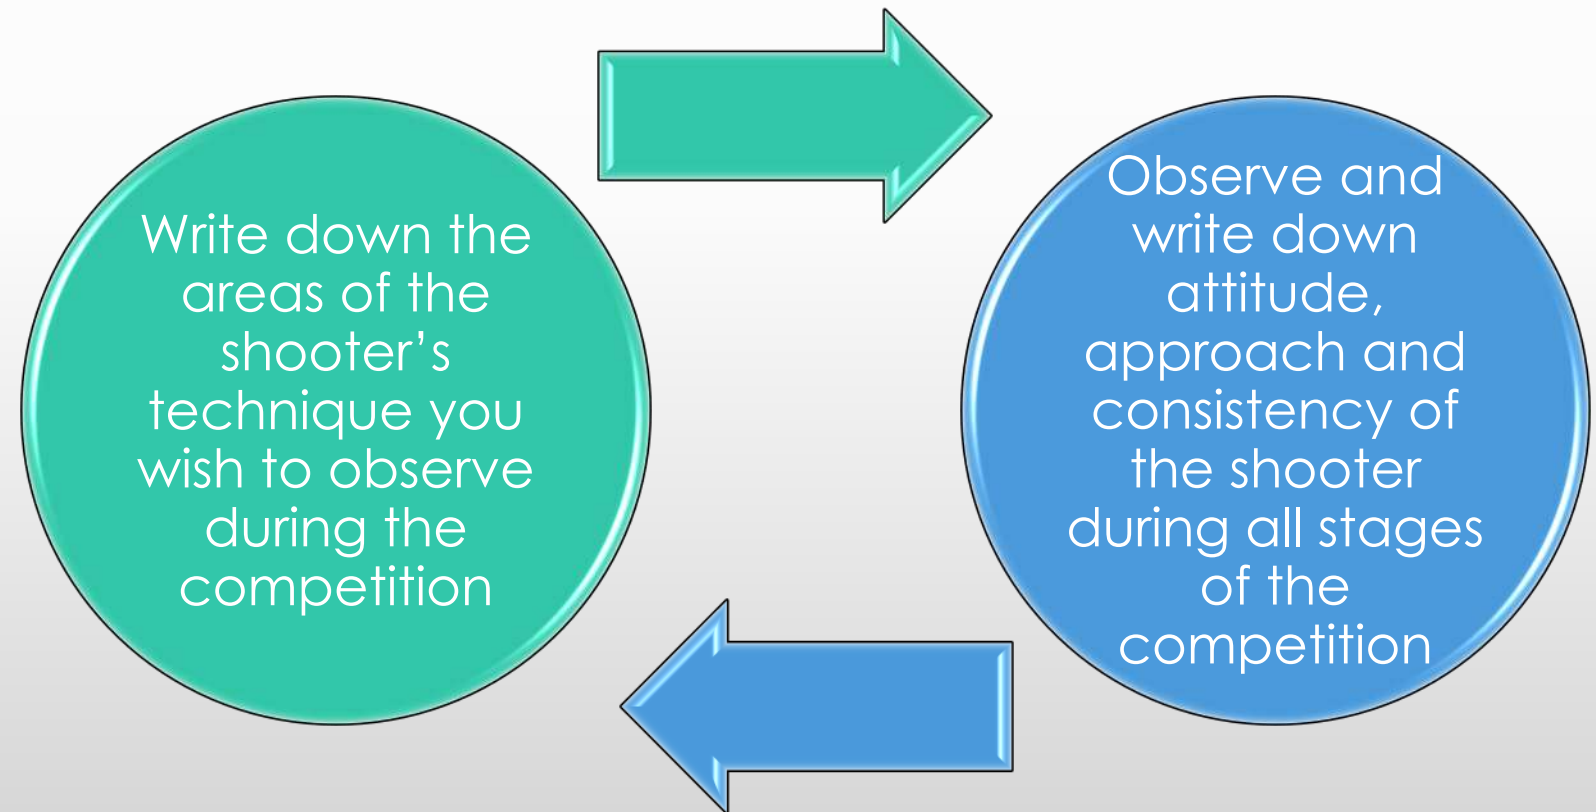 Write down the
areas of the
shooter’s
technique you
wish to observe
during the
competition
Observe and
write down
attitude,
approach and
consistency of
the shooter
during all stages
of the
competition